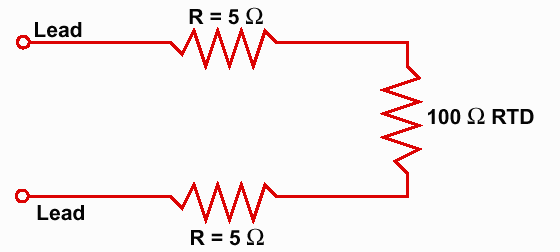 R = 5 Ω
Lead
100 Ω RTD
Lead
R = 5 Ω